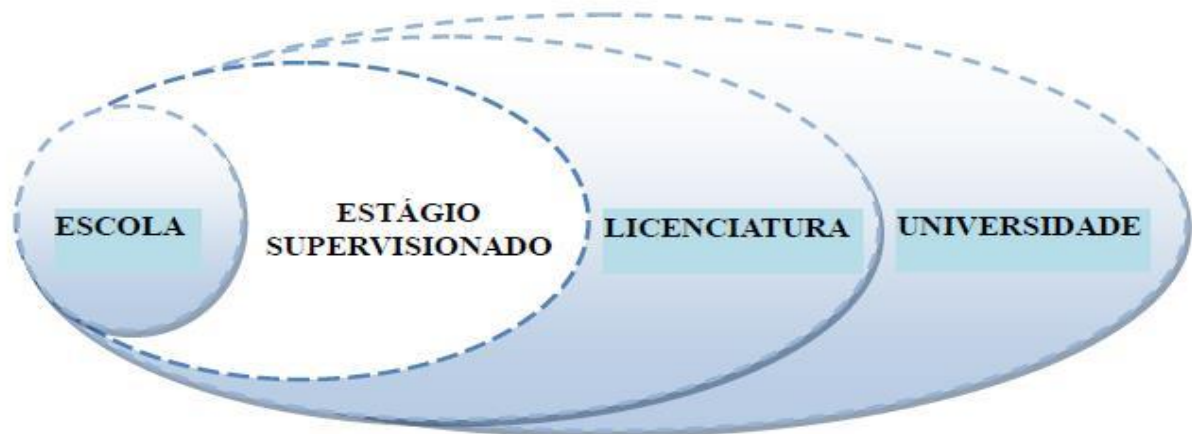 ESCOLA
ESTÁGIO
SUPERVISIONADO
LICENCIATURA
UNIVERSIDADE